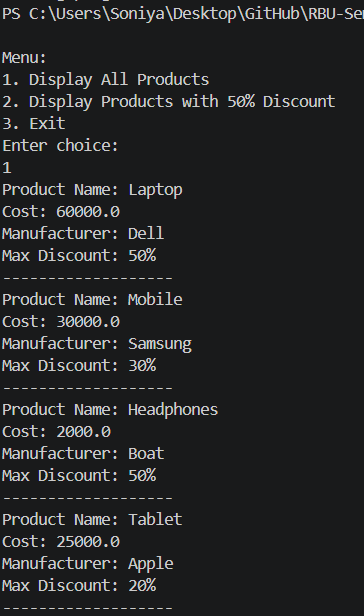 PS C:\Users\Soniya\Desktop\GitHub\RBU-Se
Menu:
1. Display All Products
2. Display Products with 50% Discount
3. Exit
Enter choice:
1
Product Name: Laptop
Cost: 60000.0
Manufacturer: Dell
Max Discount: 50%
-------------------
Product Name: Mobile
Cost: 30000.0
Manufacturer: Samsung
Max Discount: 30%
-------------------
Product Name: Headphones
Cost: 2000.0
Manufacturer: Boat
Max Discount: 50%
-------------------
Product Name: Tablet
Cost: 25000.0
Manufacturer: Apple
Max Discount: 20%
-------------------